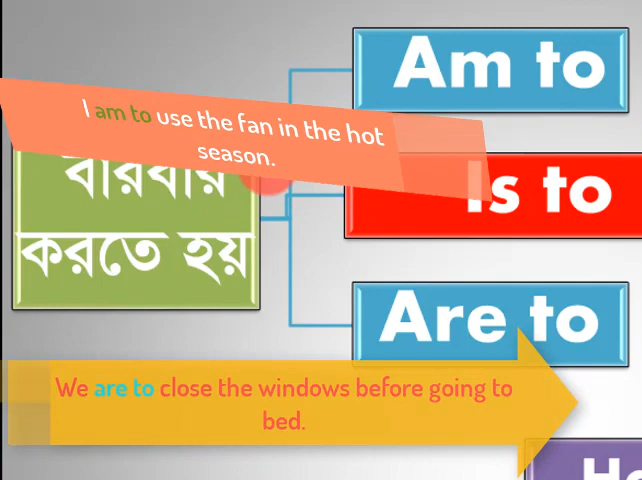 Am to
I am to use the fan in the hot
season.
Is to
বারবার
করতে হয়
Are to
We are to close the windows before going to
bed.